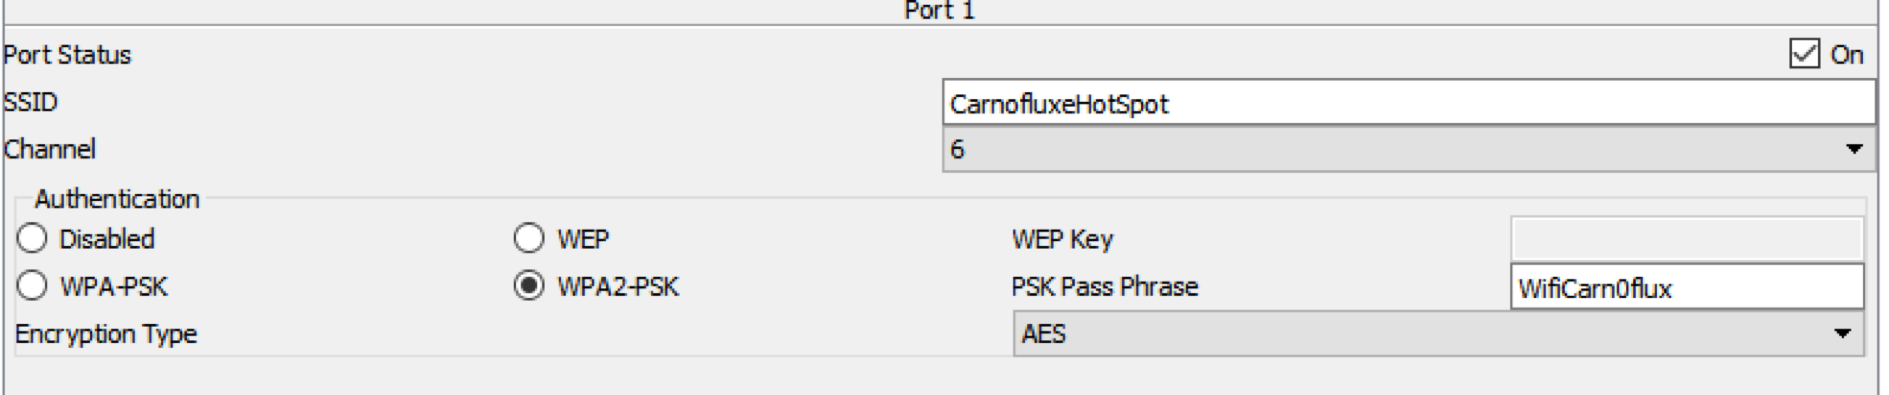 Port 1
Port Status On
SSID CarnofluxeHotSpot
Channel 6
Authentication
Disabled WEP WEP Key
WPA-PSK WPA2-PSK PSK Pass Phrase WifiCarn0flux
Encryption Type AES